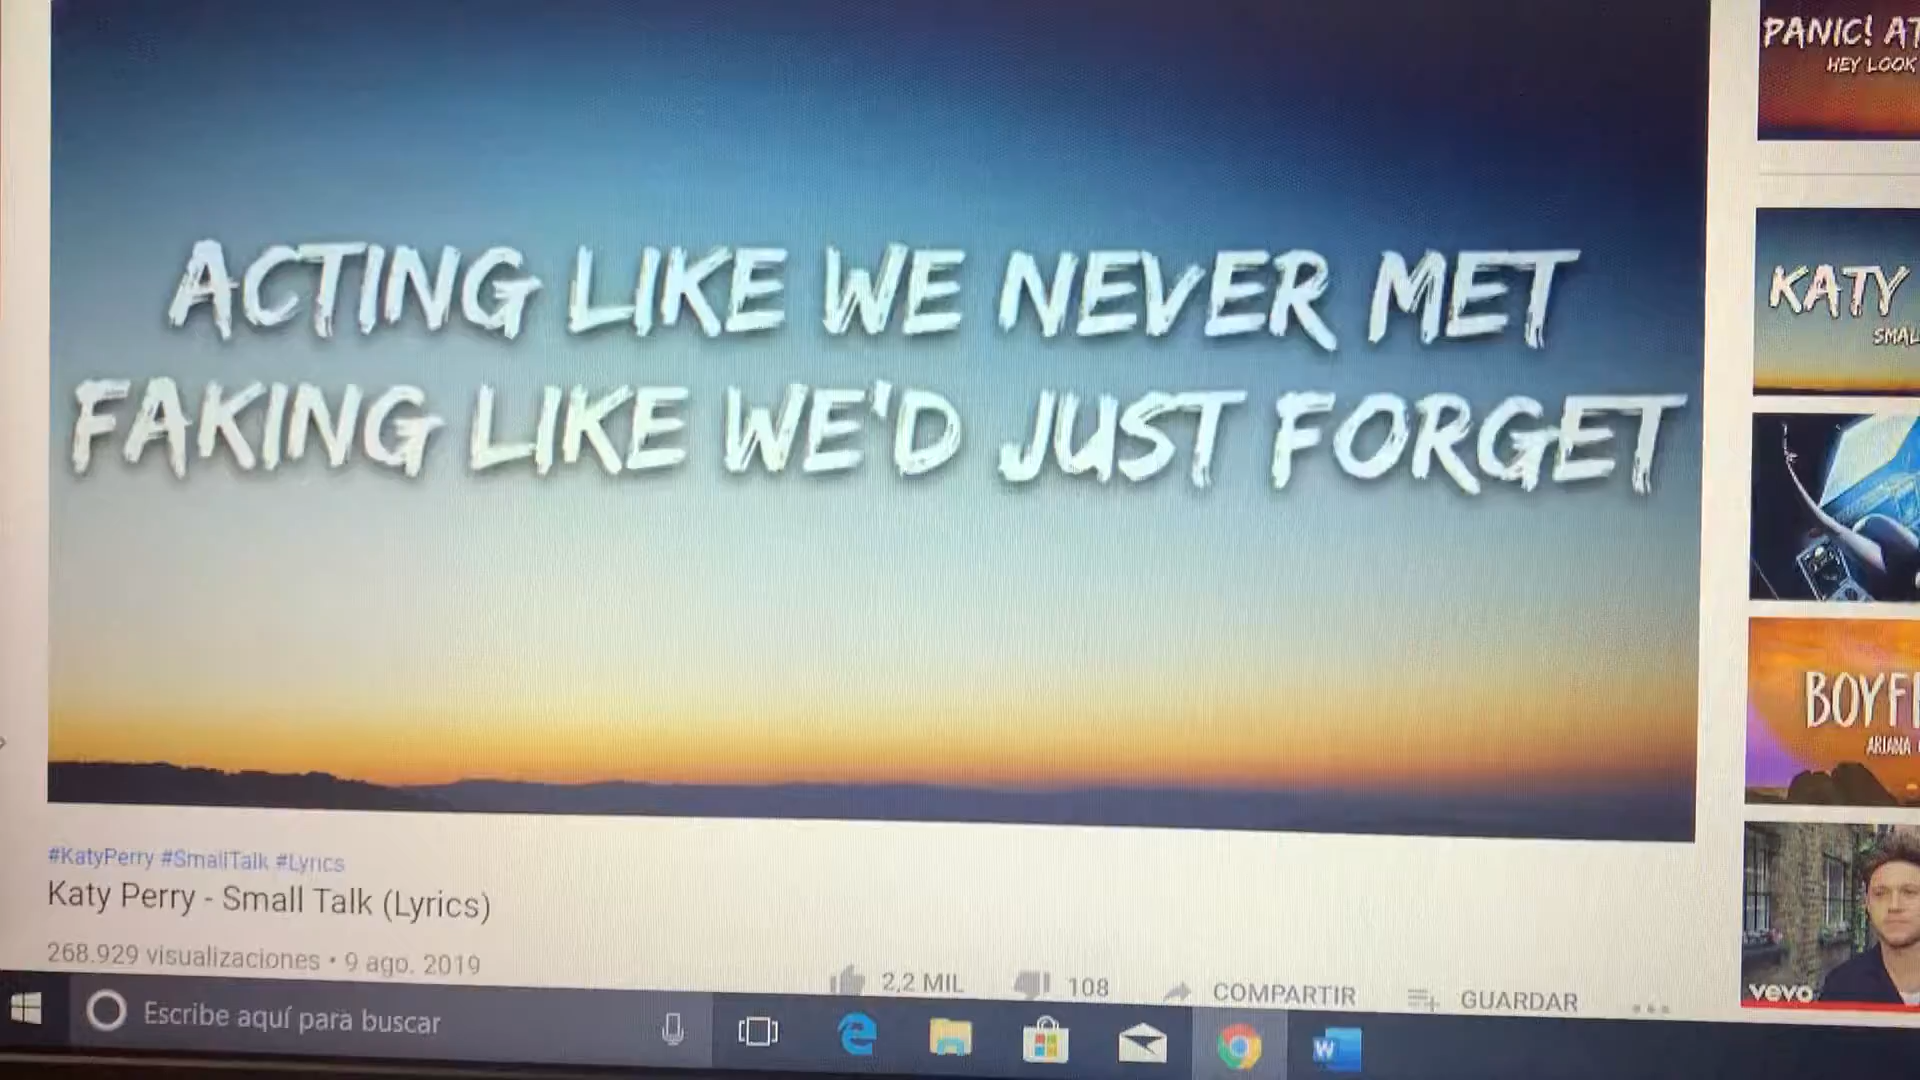 ACTING LIKE WE NEVER MET
FAKING LIKE WE'D JUST FORGET
#KatyPerry #SmallTalk #Lyrics
Katy Perry - Small Talk (Lyrics)
268.929 visualizaciones • 9 ago. 2019
2,2 MIL
108
COMPARTIR
GUARDAR
PANIC! AT
HEY LOOK
KATY
SMAL
BOYF
ARIANA
vevo
Escribe aquí para buscar